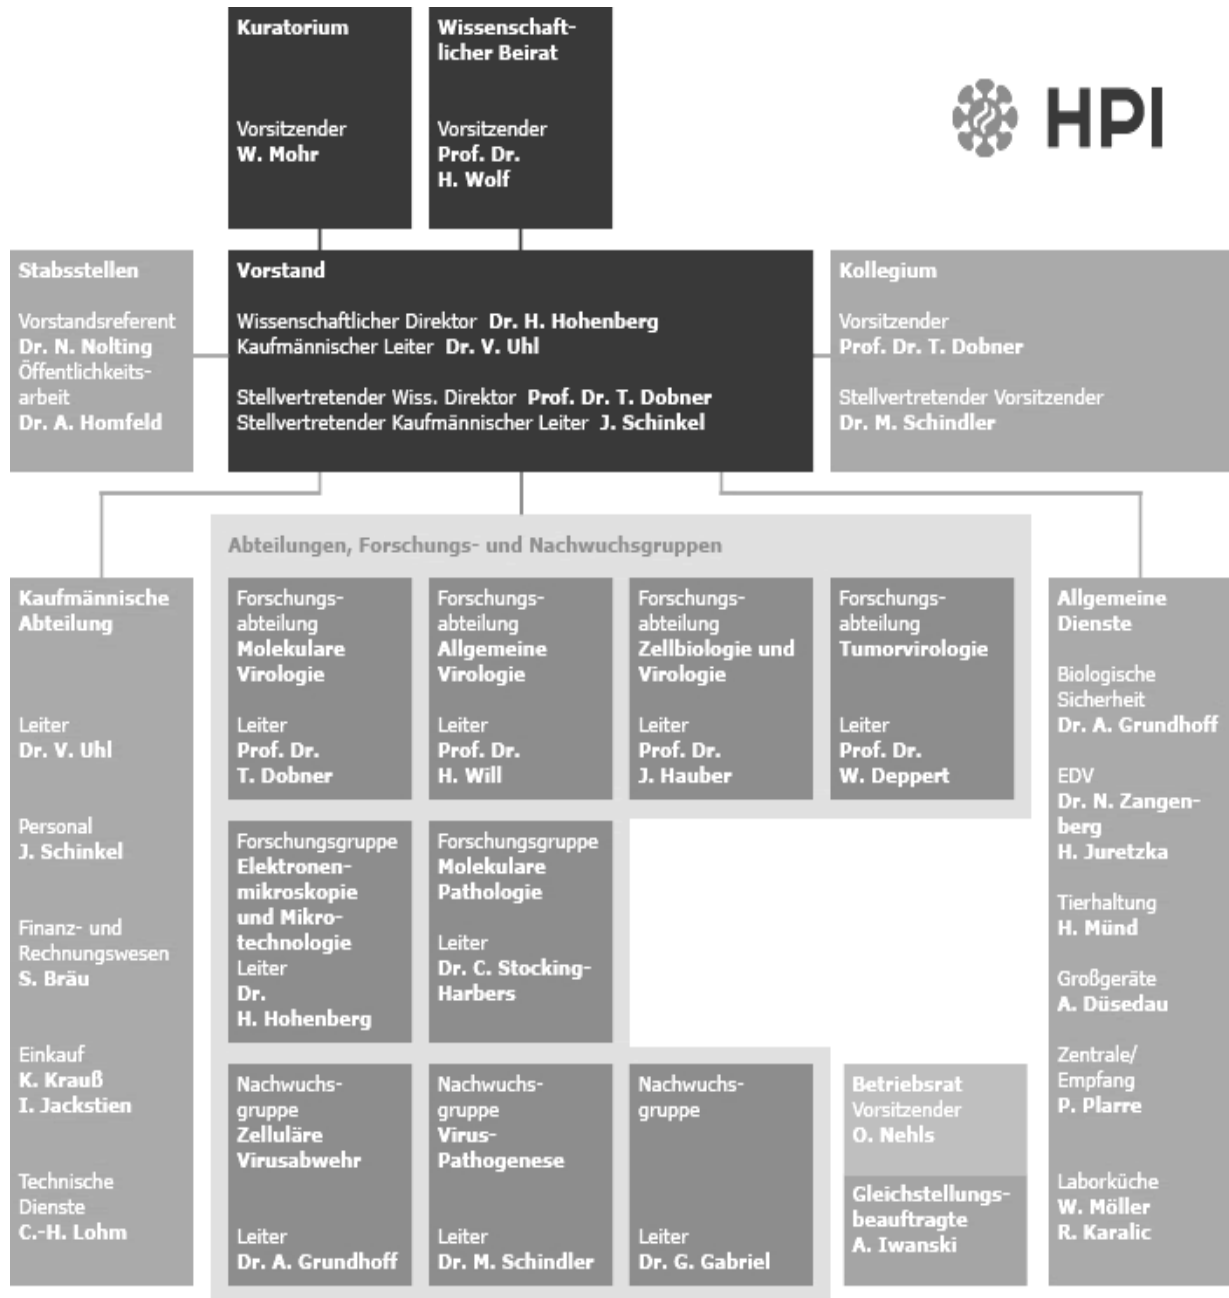 Kuratorium
Vorsitzender
W. Mohr
Wissenschaft-
licher Beirat
Vorsitzender
Prof. Dr.
H. Wolf
HPI
Stabsstellen
Vorstandsreferent
Dr. N. Nolting
Öffentlichkeits-
arbeit
Dr. A. Homfeld
Vorstand
Wissenschaftlicher Direktor Dr. H. Hohenberg
Kaufmännischer Leiter Dr. V. Uhl
Stellvertretender Wiss. Direktor Prof. Dr. T. Dobner
Stellvertretender Kaufmännischer Leiter J. Schinkel
Kollegium
Vorsitzender
Prof. Dr. T. Dobner
Stellvertretender Vorsitzender
Dr. M. Schindler
Kaufmännische
Abteilung
Leiter
Dr. V. Uhl
Personal
J. Schinkel
Finanz- und
Rechnungswesen
S. Bräu
Einkauf
K. Krauß
I. Jackstien
Technische
Dienste
C.-H. Lohm
Abteilungen, Forschungs- und Nachwuchsgruppen
Forschungs-
abteilung
Molekulare
Virologie
Leiter
Prof. Dr.
T. Dobner
Forschungs-
abteilung
Allgemeine
Virologie
Leiter
Prof. Dr.
H. Will
Forschungs-
abteilung
Zellbiologie und
Virologie
Leiter
Prof. Dr.
J. Hauber
Forschungs-
abteilung
Tumorvirologie
Leiter
Prof. Dr.
W. Deppert
Forschungsgruppe
Elektronen-
mikroskopie
und Mikro-
technologie
Leiter
Dr.
H. Hohenberg
Forschungsgruppe
Molekulare
Pathologie
Leiter
Dr. C. Stocking-
Harbers
Nachwuchs-
gruppe
Zelluläre
Virusabwehr
Leiter
Dr. A. Grundhoff
Nachwuchs-
gruppe
Virus-
Pathogenese
Leiter
Dr. M. Schindler
Nachwuchs-
gruppe
Leiter
Dr. G. Gabriel
Betriebsrat
Vorsitzender
O. Nehls
Gleichstellungs-
beauftragte
A. Iwanski
Allgemeine
Dienste
Biologische
Sicherheit
Dr. A. Grundhoff
EDV
Dr. N. Zangen-
berg
H. Juretzka
Tierhaltung
H. Münd
Großgeräte
A. Düsedau
Zentrale/
Empfang
P. Plarre
Laborküche
W. Möller
R. Karalic